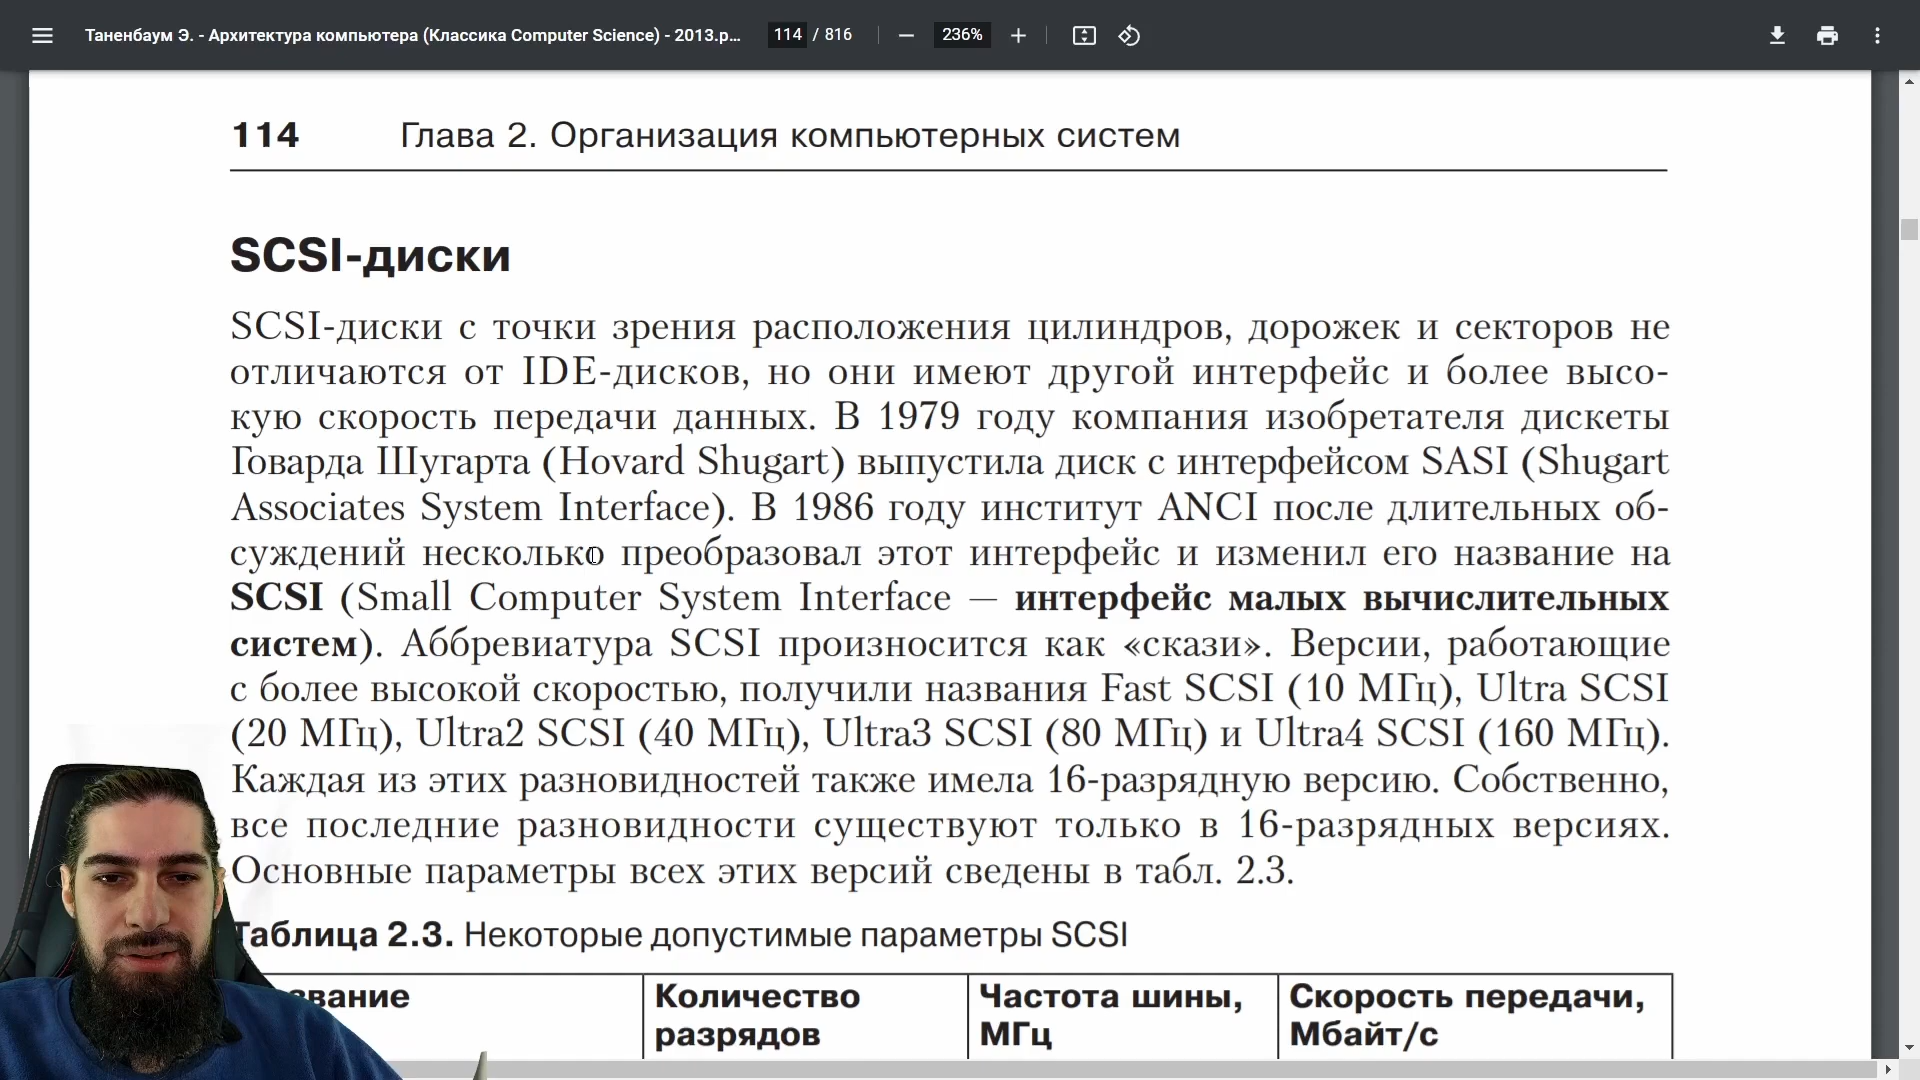 Таненбаум Э. - Архитектура компьютера (Классика Computer Science) - 2013.p...
114 / 816
236%
114 Глава 2. Организация компьютерных систем
SCSI-диски
SCSI-диски с точки зрения расположения цилиндров, дорожек и секторов не
отличаются от IDE-дисков, но они имеют другой интерфейс и более высо-
кую скорость передачи данных. В 1979 году компания изобретателя дискеты
Говарда Шугарта (Hovard Shugart) выпустила диск с интерфейсом SASI (Shugart
Associates System Interface). В 1986 году институт ANCI после длительных об-
суждений несколько преобразовал этот интерфейс и изменил его название на
SCSI (Small Computer System Interface — интерфейс малых вычислительных
систем). Аббревиатура SCSI произносится как «скази». Версии, работающие
с более высокой скоростью, получили названия Fast SCSI (10 МГц), Ultra SCSI
(20 МГц), Ultra2 SCSI (40 МГц), Ultra3 SCSI (80 МГц) и Ultra4 SCSI (160 МГц).
Каждая из этих разновидностей также имела 16-разрядную версию. Собственно,
все последние разновидности существуют только в 16-разрядных версиях.
Основные параметры всех этих версий сведены в табл. 2.3.
Таблица 2.3. Некоторые допустимые параметры SCSI
Количество
разрядов
Частота шины,
МГц
Скорость передачи,
Мбайт/с